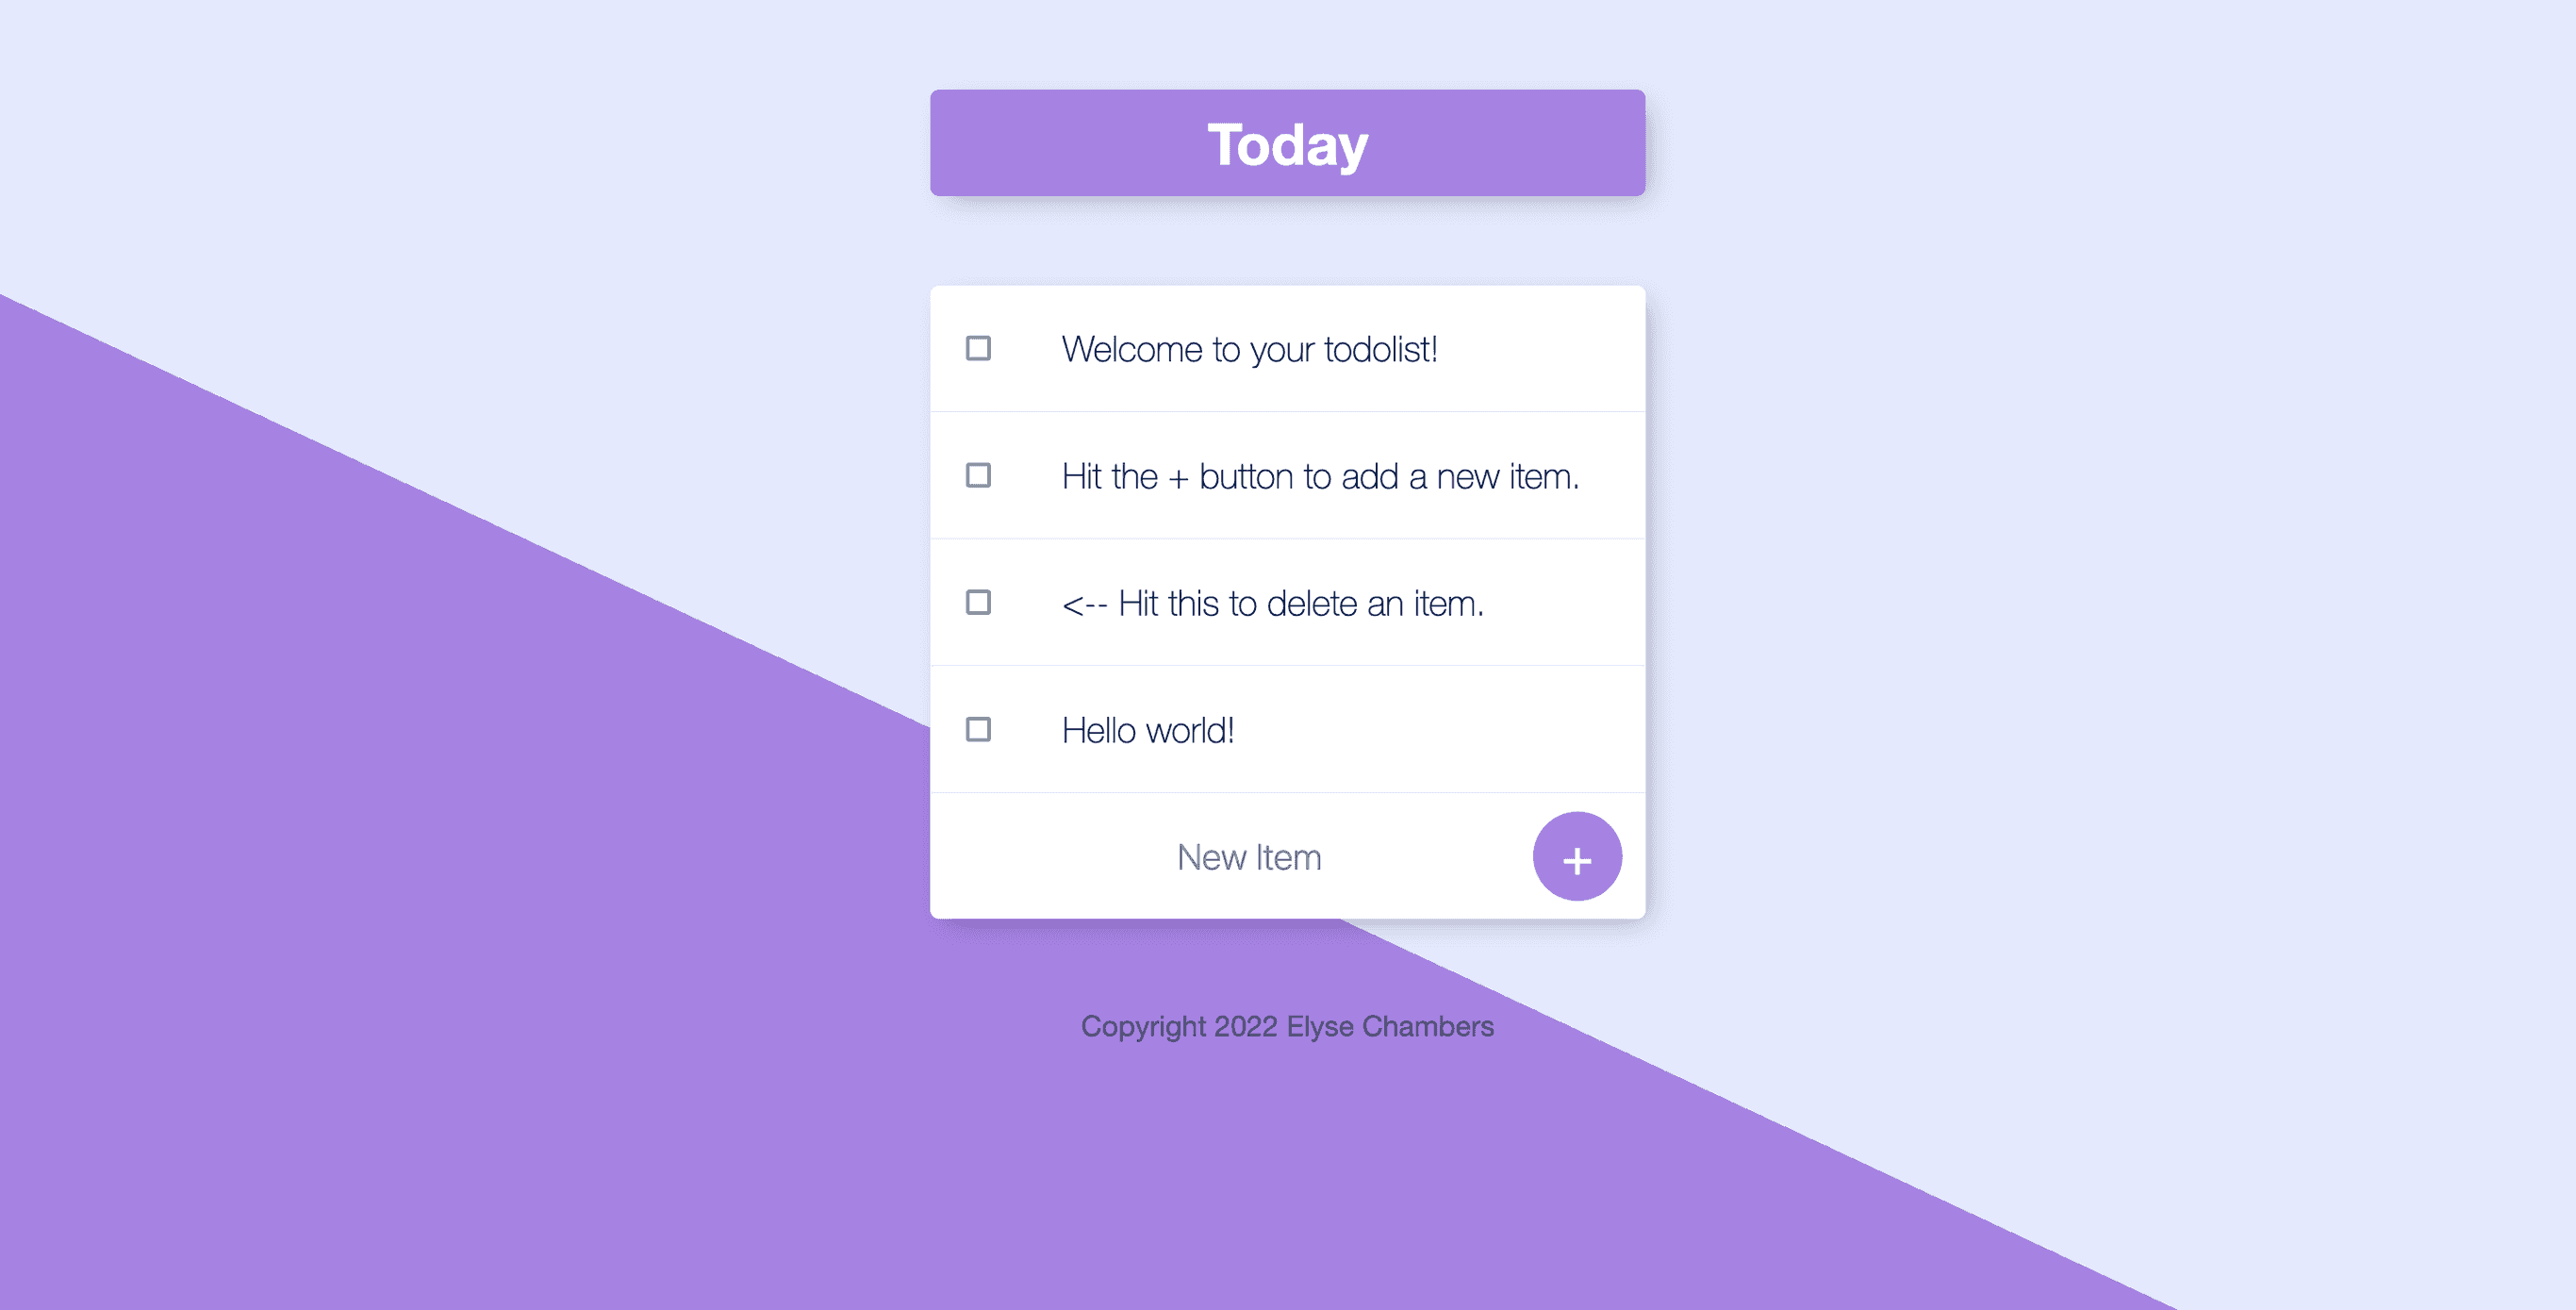 Today
Welcome to your todolist!
Hit the + button to add a new item.
<-- Hit this to delete an item.
Hello world!
New Item +
Copyright 2022 Elyse Chambers